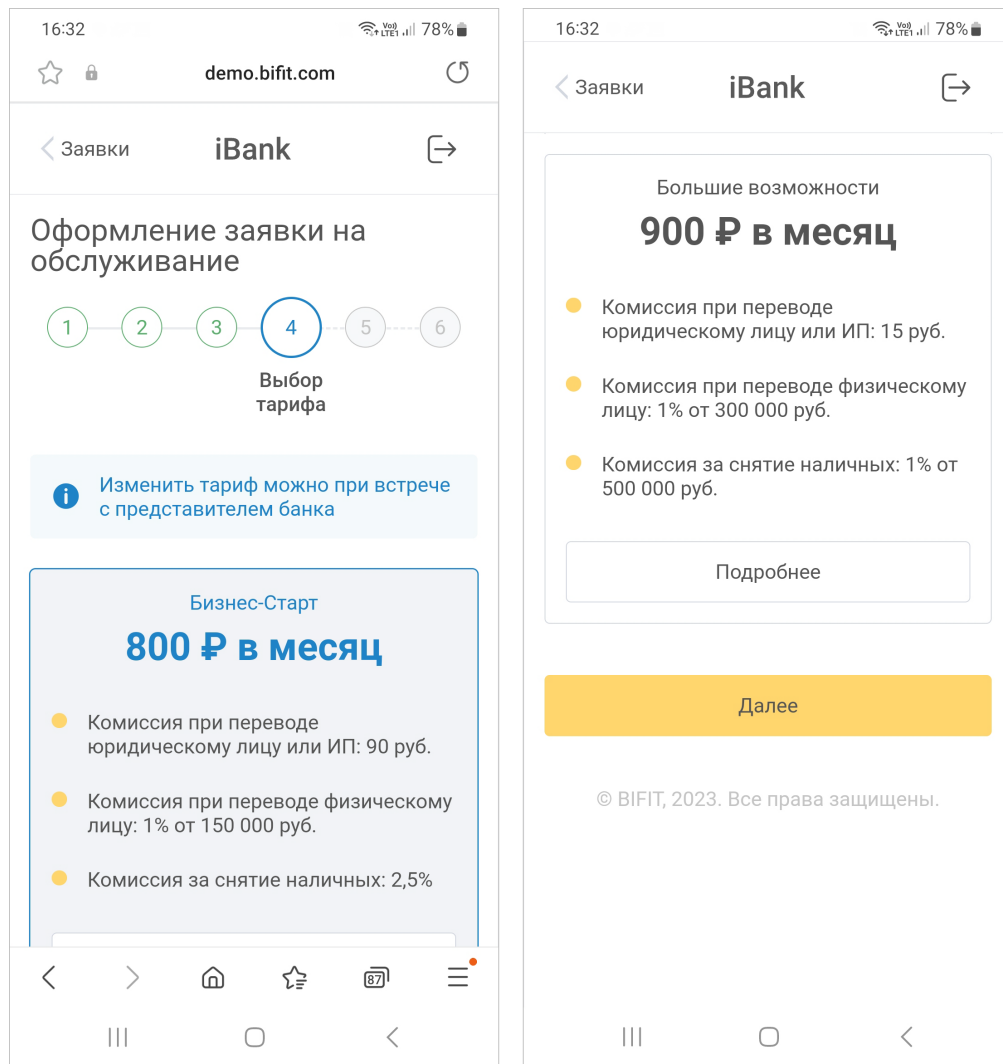 16:32
Vo))
LTE1
78%
demo.bifit.com
Заявки
iBank
Оформление заявки на
обслуживание
1
2
3
4
5
6
Выбор
тарифа
Изменить тариф можно при встрече
с представителем банка
Бизнес-Старт
800 ₽ в месяц
Комиссия при переводе
юридическому лицу или ИП: 90 руб.
Комиссия при переводе физическому
лицу: 1% от 150 000 руб.
Комиссия за снятие наличных: 2,5%
87
16:32
Vo))
LTE1
78%
Заявки
iBank
Большие возможности
900 ₽ в месяц
Комиссия при переводе
юридическому лицу или ИП: 15 руб.
Комиссия при переводе физическому
лицу: 1% от 300 000 руб.
Комиссия за снятие наличных: 1% от
500 000 руб.
Подробнее
Далее
© BIFIT, 2023. Все права защищены.